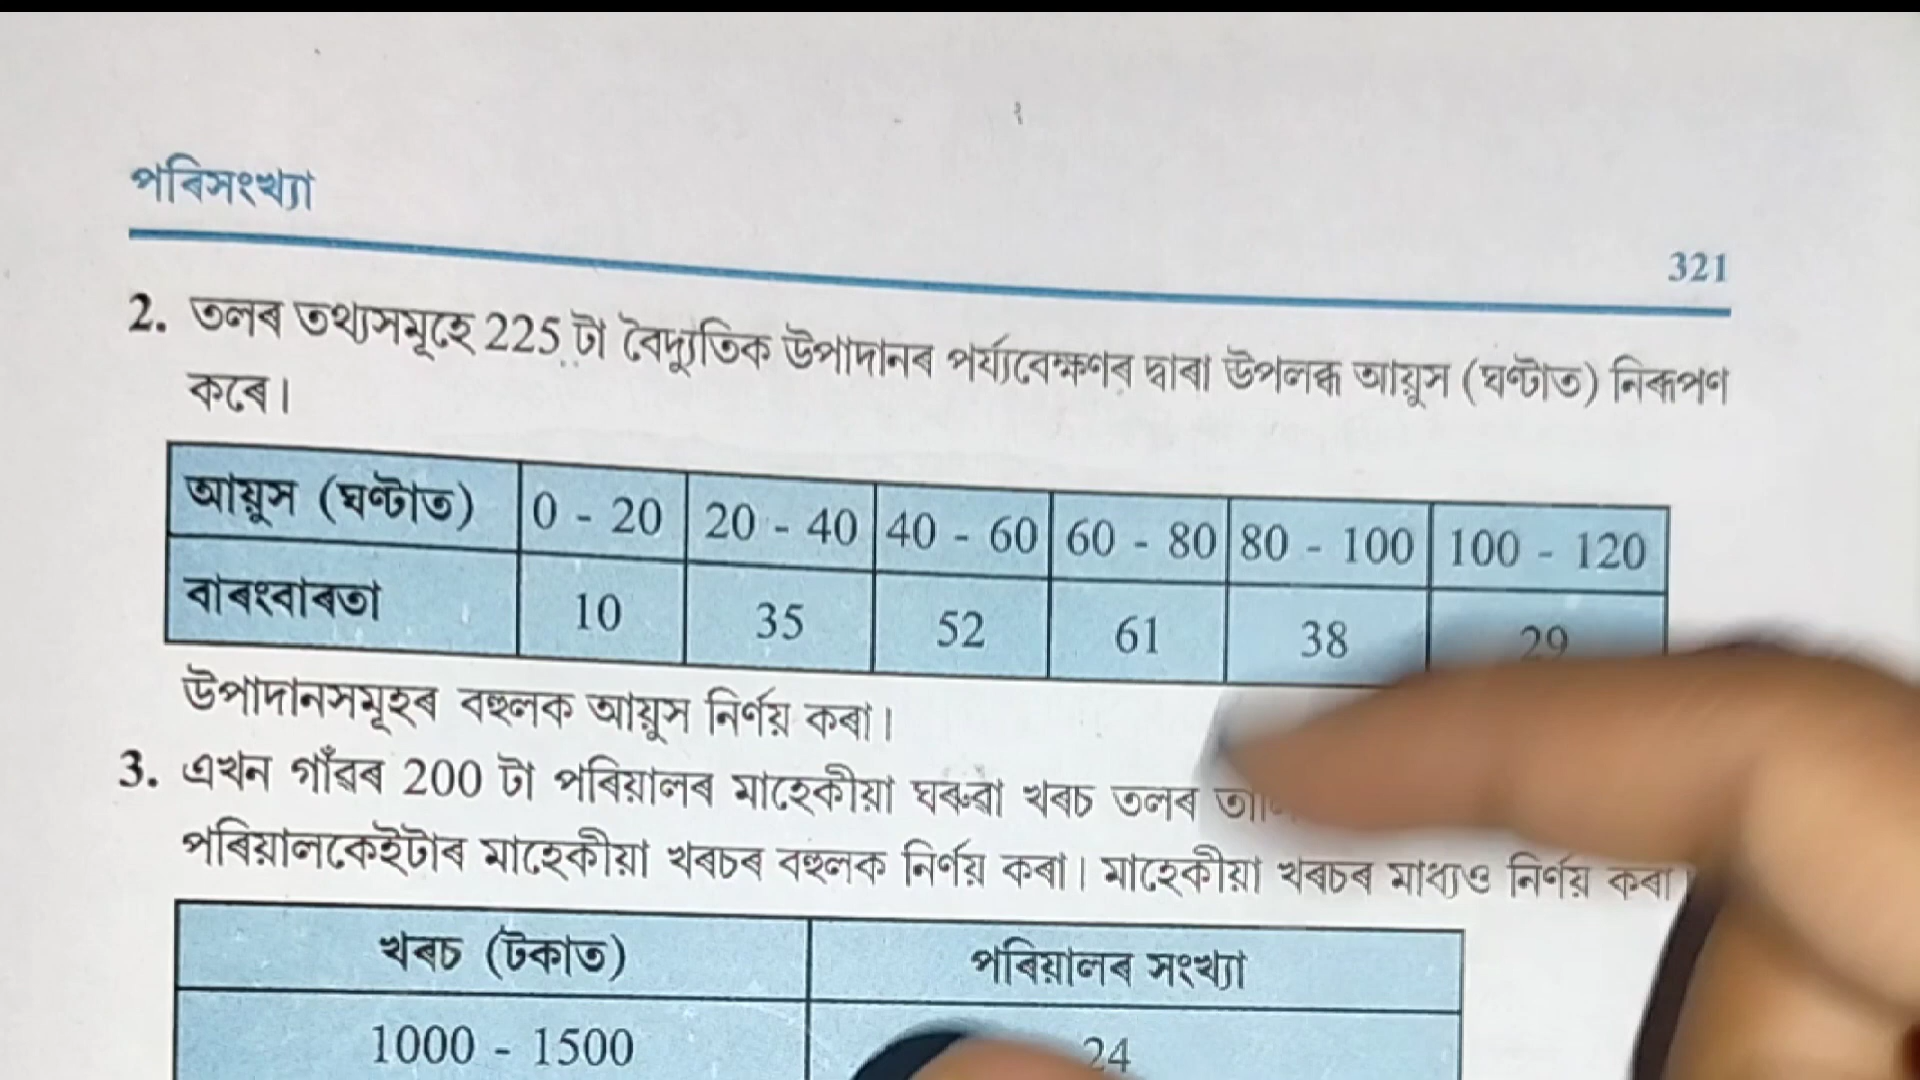 পৰিসংখ্যা
321
2. তলৰ তথ্যসমূহে 225 টা বৈদ্যুতিক উপাদানৰ পৰ্য্যবেক্ষণৰ দ্বাৰা উপলব্ধ আয়ুস (ঘণ্টাত) নিৰূপণ
কৰে।
আয়ুস (ঘণ্টাত) 0 - 20 20 - 40 40 - 60 60 - 80 80 - 100 100 - 120
বাৰংবাৰতা 10 35 52 61 38 29
উপাদানসমূহৰ বহুলক আয়ুস নিৰ্ণয় কৰা।
3. এখন গাঁৱৰ 200 টা পৰিয়ালৰ মাহেকীয়া ঘৰুৱা খৰচ তলৰ
পৰিয়ালকেইটাৰ মাহেকীয়া খৰচৰ বহুলক নিৰ্ণয় কৰা। মাহেকীয়া খৰচৰ মাধ্যও নিৰ্ণয় কৰা
খৰচ (টকাত) পৰিয়ালৰ সংখ্যা
1000 - 1500 24